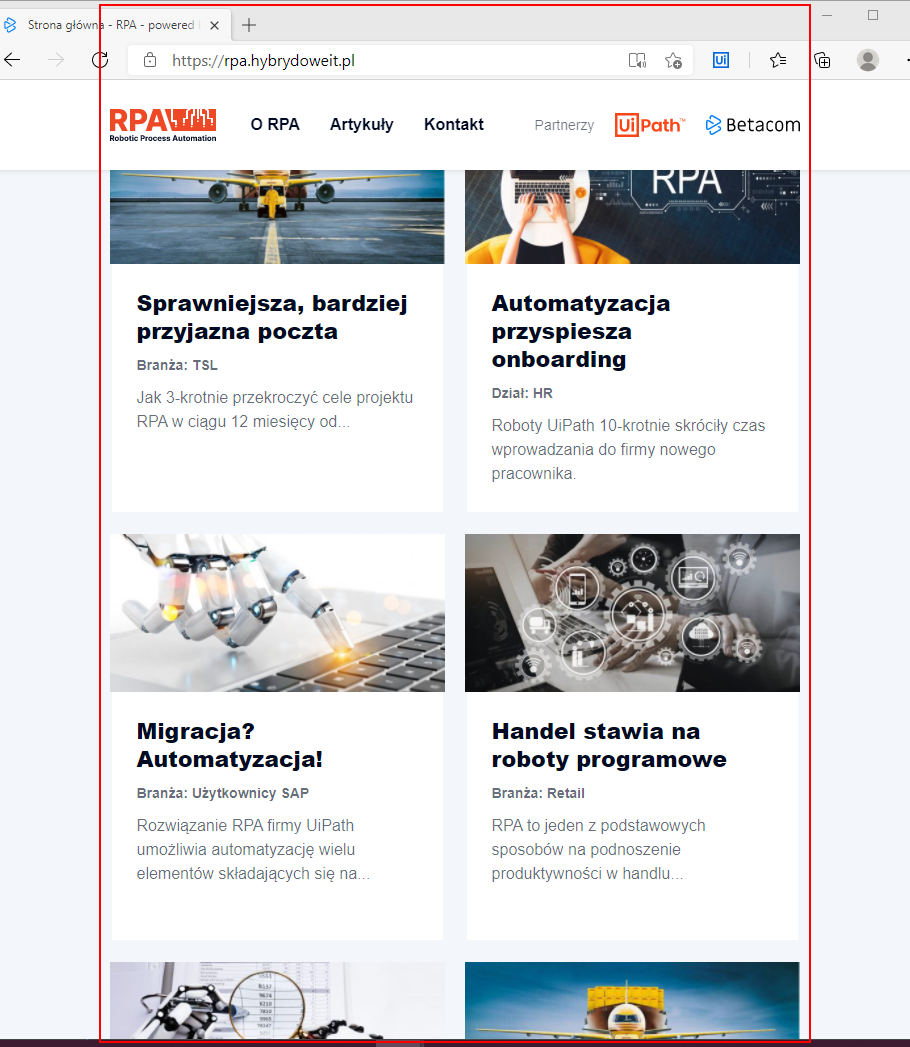 Strona główna - RPA - powered
https://rpa.hybrydoweit.pl
Ui
RPA
Robotic Process Automation
O RPA
Artykuły
Kontakt
Partnerzy
UiPath™
Betacom
RPA
Sprawniejsza, bardziej
przyjazna poczta
Branża: TSL
Jak 3-krotnie przekroczyć cele projektu
RPA w ciągu 12 miesięcy od...
Automatyzacja
przyspiesza
onboarding
Dział: HR
Roboty UiPath 10-krotnie skróciły czas
wprowadzania do firmy nowego
pracownika.
Migracja?
Automatyzacja!
Branża: Użytkownicy SAP
Rozwiązanie RPA firmy UiPath
umożliwia automatyzację wielu
elementów składających się na...
Handel stawia na
roboty programowe
Branża: Retail
RPA to jeden z podstawowych
sposobów na podnoszenie
produktywności w handlu...